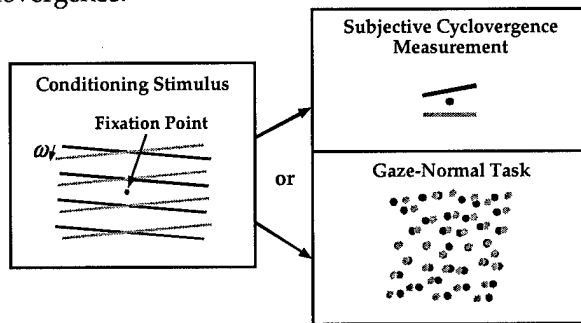 Subjective Cyclovergence
Measurement
Conditioning Stimulus
Fixation Point
ω
or
Gaze-Normal Task